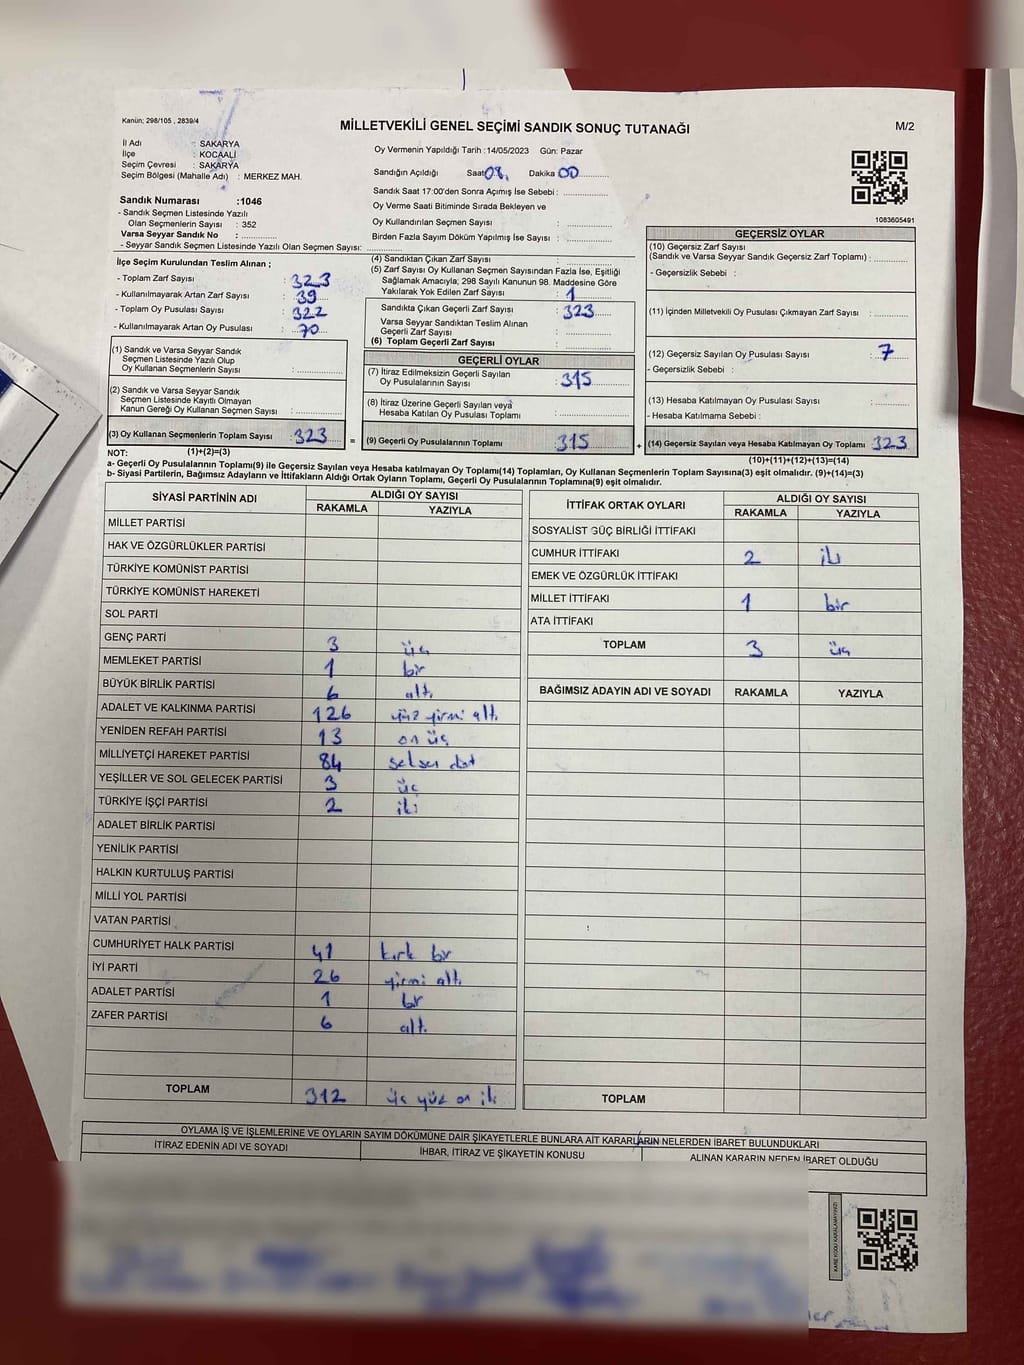 Kanün; 298/105 , 2839/4
MİLLETVEKİLİ GENEL SEÇİMİ SANDIK SONUÇ TUTANAĞI
M/2
İl Adı : SAKARYA
İlçe : KOCAALİ
Seçim Çevresi : SAKARYA
Seçim Bölgesi (Mahalle Adı) : MERKEZ MAH.
Sandık Numarası :1046
- Sandık Seçmen Listesinde Yazılı
Olan Seçmenlerin Sayısı : 352
Varsa Seyyar Sandık No :
- Seyyar Sandık Seçmen Listesinde Yazılı Olan Seçmen Sayısı:
Oy Vermenin Yapıldığı Tarih :14/05/2023 Gün: Pazar
Sandığın Açıldığı Saat 08 Dakika 00
Sandık Saat 17:00'den Sonra Açımış İse Sebebi :
Oy Verme Saati Bitiminde Sırada Bekleyen ve
Oy Kullandırılan Seçmen Sayısı :
Birden Fazla Sayım Döküm Yapılmış İse Sayısı :
1083605491
İlçe Seçim Kurulundan Teslim Alınan ;
- Toplam Zarf Sayısı : 323
- Kullanılmayarak Artan Zarf Sayısı : 39
- Toplam Oy Pusulası Sayısı : 322
- Kullanılmayarak Artan Oy Pusulası : 70
(1) Sandık ve Varsa Seyyar Sandık
Seçmen Listesinde Yazılı Olup
Oy Kullanan Seçmenlerin Sayısı :
(2) Sandık ve Varsa Seyyar Sandık
Seçmen Listesinde Kayıtlı Olmayan
Kanun Gereği Oy Kullanan Seçmen Sayısı :
(3) Oy Kullanan Seçmenlerin Toplam Sayısı : 323 =
(1)+(2)=(3)
(4) Sandıktan Çıkan Zarf Sayısı :
(5) Zarf Sayısı Oy Kullanan Seçmen Sayısından Fazla İse, Eşitliği
Sağlamak Amacıyla; 298 Sayılı Kanunun 98. Maddesine Göre
Yakılarak Yok Edilen Zarf Sayısı : 1
Sandıkta Çıkan Geçerli Zarf Sayısı : 323
Varsa Seyyar Sandıktan Teslim Alınan
Geçerli Zarf Sayısı :
(6) Toplam Geçerli Zarf Sayısı :
GEÇERLİ OYLAR
(7) İtiraz Edilmeksizin Geçerli Sayılan
Oy Pusulalarının Sayısı : 315
(8) İtiraz Üzerine Geçerli Sayılan veya
Hesaba Katılan Oy Pusulası Toplamı :
(9) Geçerli Oy Pusulalarının Toplamı : 315 +
GEÇERSİZ OYLAR
(10) Geçersiz Zarf Sayısı
(Sandık ve Varsa Seyyar Sandık Geçersiz Zarf Toplamı) :
- Geçersizlik Sebebi :
(11) İçinden Milletvekili Oy Pusulası Çıkmayan Zarf Sayısı :
(12) Geçersiz Sayılan Oy Pusulası Sayısı : 7
- Geçersizlik Sebebi :
(13) Hesaba Katılmayan Oy Pusulası Sayısı :
- Hesaba Katılmama Sebebi :
(14) Geçersiz Sayılan veya Hesaba Katılmayan Oy Toplamı : 323
(10)+(11)+(12)+(13)=(14)
NOT:
a- Geçerli Oy Pusulalarının Toplamı(9) ile Geçersiz Sayılan veya Hesaba katılmayan Oy Toplamı(14) Toplamları, Oy Kullanan Seçmenlerin Toplam Sayısına(3) eşit olmalıdır. (9)+(14)=(3)
b- Siyasi Partilerin, Bağımsız Adayların ve İttifakların Aldığı Ortak Oyların Toplamı, Geçerli Oy Pusulalarının Toplamına(9) eşit olmalıdır.
SİYASİ PARTİNİN ADI ALDIĞI OY SAYISI
RAKAMLA YAZIYLA
MİLLET PARTİSİ
HAK VE ÖZGÜRLÜKLER PARTİSİ
TÜRKİYE KOMÜNİST PARTİSİ
TÜRKİYE KOMÜNİST HAREKETİ
SOL PARTİ
GENÇ PARTİ 3 üç
MEMLEKET PARTİSİ 1 bir
BÜYÜK BİRLİK PARTİSİ 6 altı
ADALET VE KALKINMA PARTİSİ 126 yüz yirmi altı
YENİDEN REFAH PARTİSİ 13 on üç
MİLLİYETÇİ HAREKET PARTİSİ 84 seksen dört
YEŞİLLER VE SOL GELECEK PARTİSİ 3 üç
TÜRKİYE İŞÇİ PARTİSİ 2 iki
ADALET BİRLİK PARTİSİ
YENİLİK PARTİSİ
HALKIN KURTULUŞ PARTİSİ
MİLLİ YOL PARTİSİ
VATAN PARTİSİ
CUMHURİYET HALK PARTİSİ 41 kırk bir
İYİ PARTİ 26 yirmi altı
ADALET PARTİSİ 1 bir
ZAFER PARTİSİ 6 altı
TOPLAM 312 üç yüz on iki
İTTİFAK ORTAK OYLARI ALDIĞI OY SAYISI
RAKAMLA YAZIYLA
SOSYALİST GÜÇ BİRLİĞİ İTTİFAKI
CUMHUR İTTİFAKI 2 iki
EMEK VE ÖZGÜRLÜK İTTİFAKI
MİLLET İTTİFAKI 1 bir
ATA İTTİFAKI
TOPLAM 3 üç
BAĞIMSIZ ADAYIN ADI VE SOYADI RAKAMLA YAZIYLA
TOPLAM
OYLAMA İŞ VE İŞLEMLERİNE VE OYLARIN SAYIM DÖKÜMÜNE DAİR ŞİKAYETLERLE BUNLARA AİT KARARLARIN NELERDEN İBARET BULUNDUKLARI
İTİRAZ EDENİN ADI VE SOYADI İHBAR, İTİRAZ VE ŞİKAYETİN KONUSU ALINAN KARARIN NEDEN İBARET OLDUĞU
KARE KODU KARALAMAYINIZ!